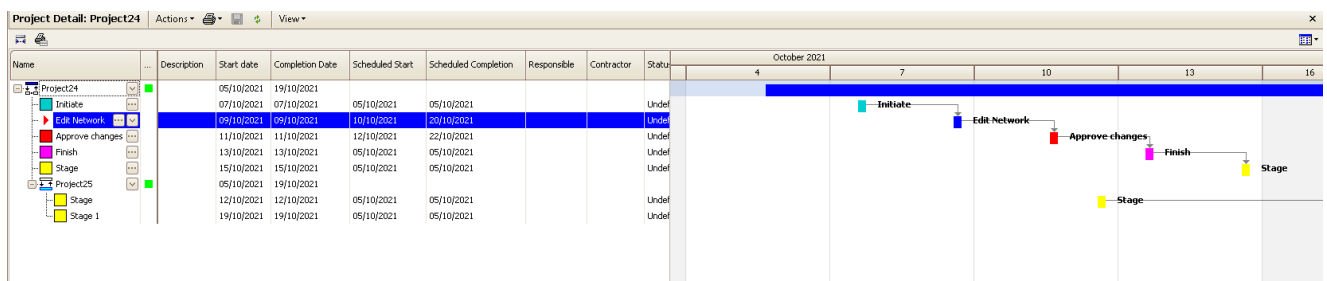 Project Detail: Project24 Actions View
Name ... Description Start date Completion Date Scheduled Start Scheduled Completion Responsible Contractor Statu October 2021
4 7 10 13 16
Project24 05/10/2021 19/10/2021
Initiate 07/10/2021 07/10/2021 05/10/2021 05/10/2021 Undef Initiate
Edit Network 09/10/2021 09/10/2021 10/10/2021 20/10/2021 Undef Edit Network
Approve changes 11/10/2021 11/10/2021 12/10/2021 22/10/2021 Undef Approve changes
Finish 13/10/2021 13/10/2021 05/10/2021 05/10/2021 Undef Finish
Stage 15/10/2021 15/10/2021 05/10/2021 05/10/2021 Undef Stage
Project25 05/10/2021 19/10/2021
Stage 12/10/2021 12/10/2021 05/10/2021 05/10/2021 Undef Stage
Stage 1 19/10/2021 19/10/2021 05/10/2021 05/10/2021 Undef